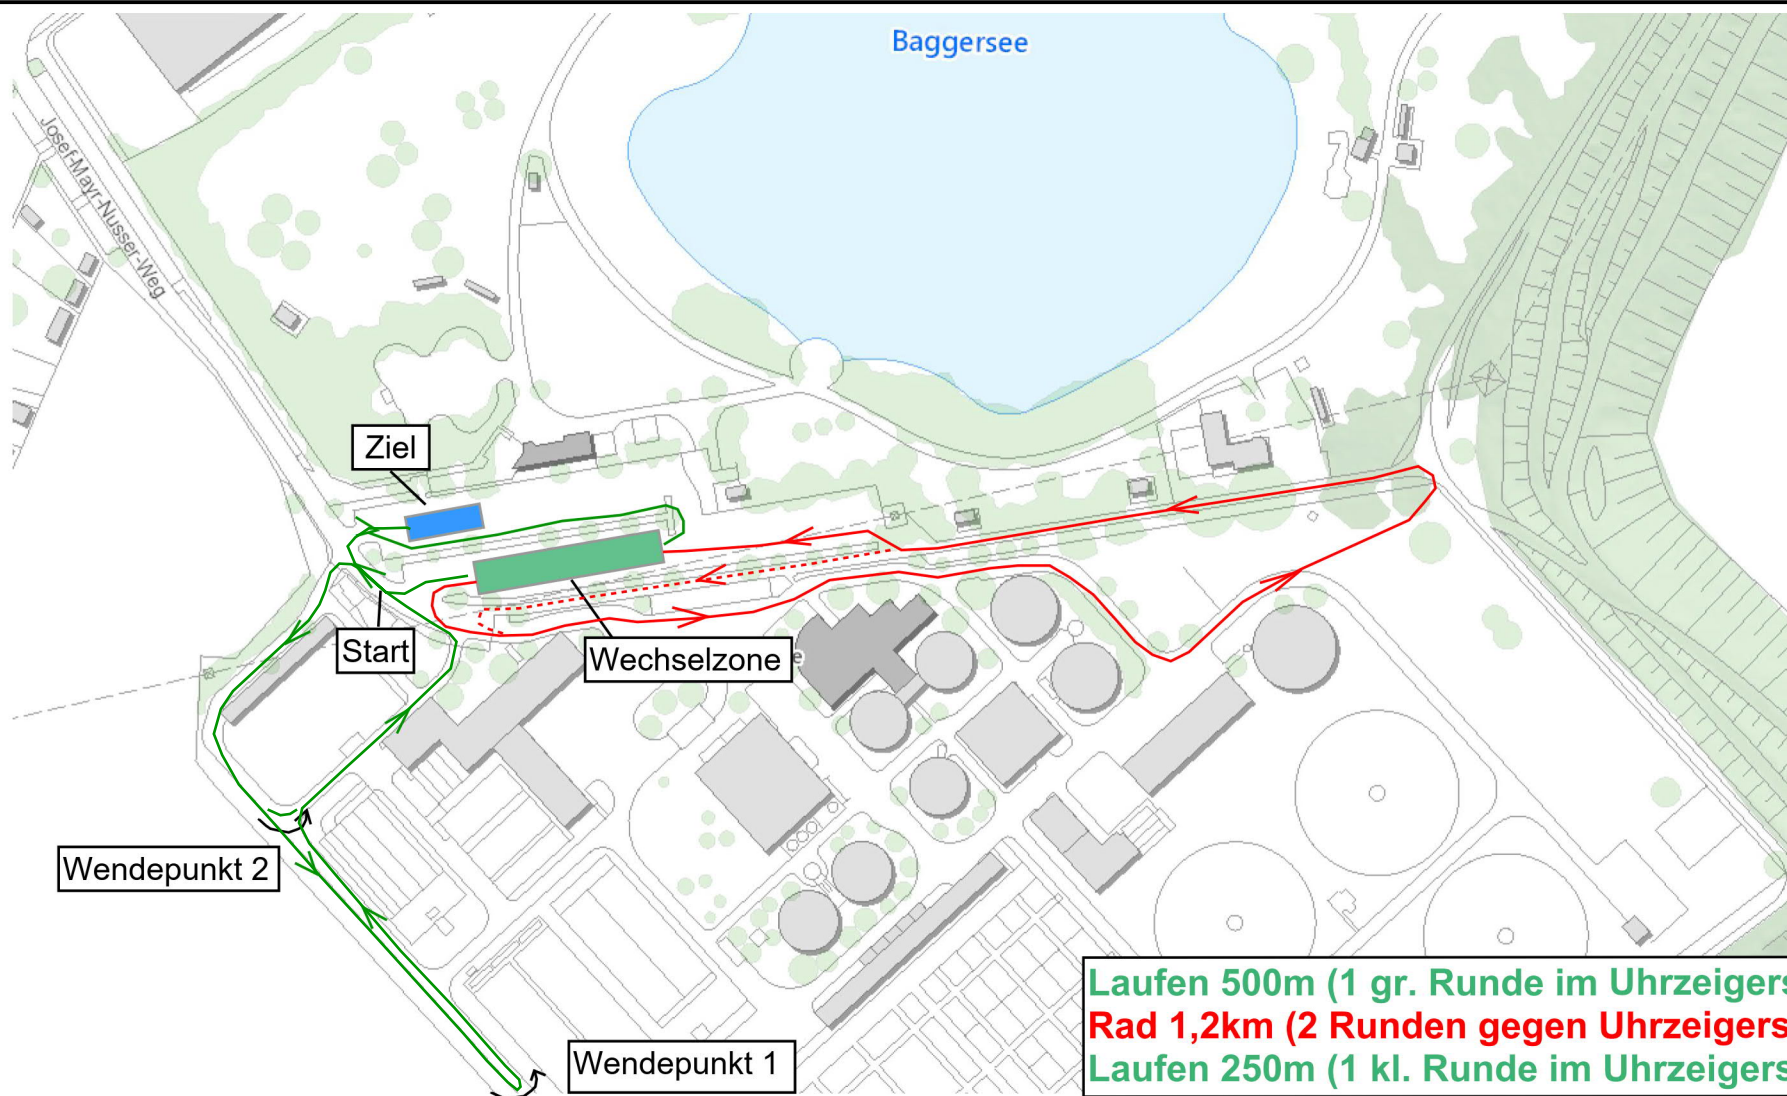 Baggersee
Josef-Mayr-Nusser-Weg
Ziel
Start
Wechselzone
e
Wendepunkt 2
Wendepunkt 1
Laufen 500m (1 gr. Runde im Uhrzeigers
Rad 1,2km (2 Runden gegen Uhrzeigers
Laufen 250m (1 kl. Runde im Uhrzeigers